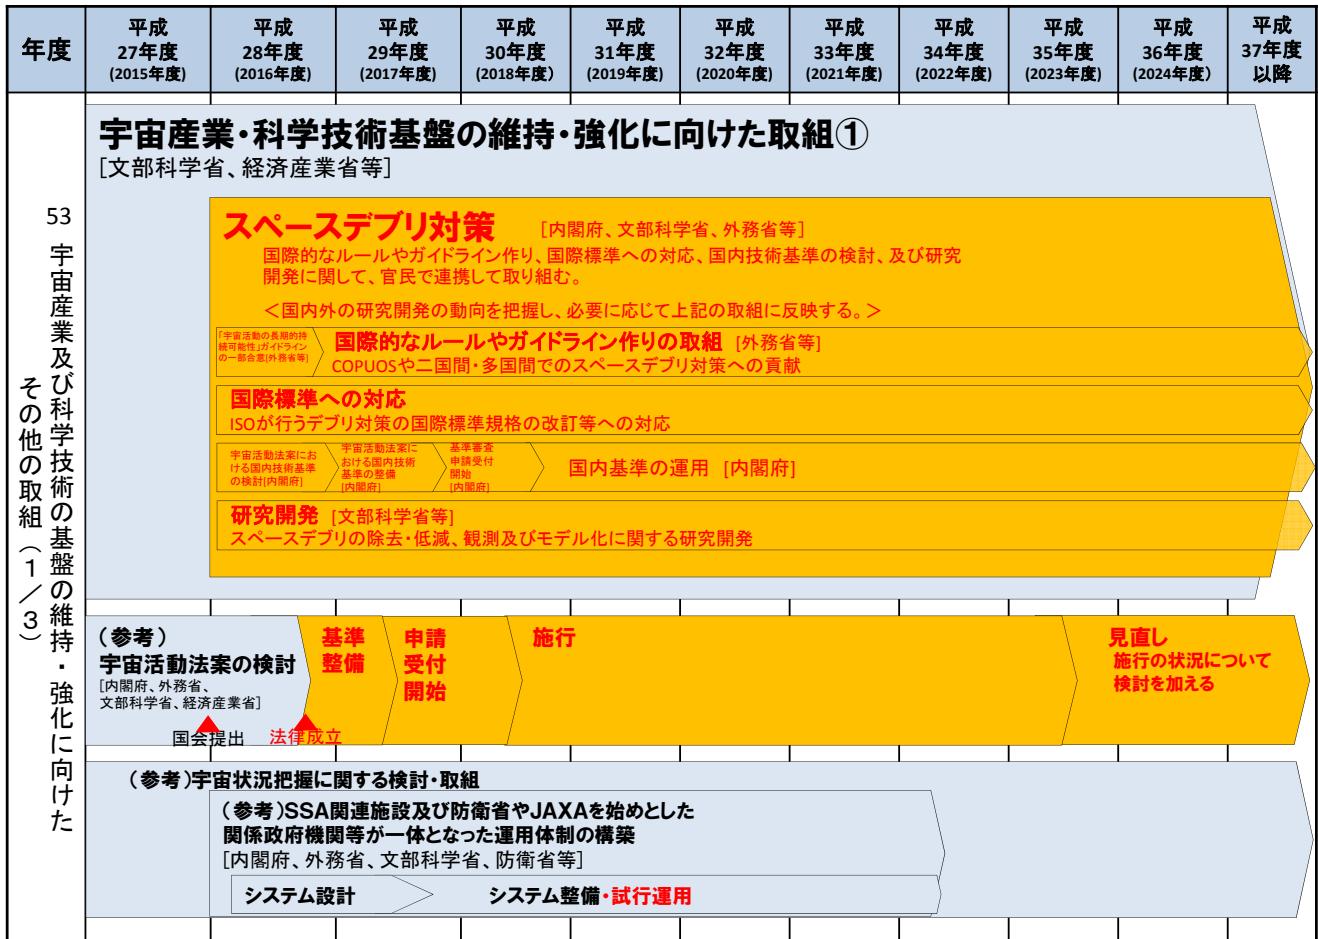 年度
平成
27年度
(2015年度)
平成
28年度
(2016年度)
平成
29年度
(2017年度)
平成
30年度
(2018年度)
平成
31年度
(2019年度)
平成
32年度
(2020年度)
平成
33年度
(2021年度)
平成
34年度
(2022年度)
平成
35年度
(2023年度)
平成
36年度
(2024年度)
平成
37年度
以降
53 宇宙産業及び科学技術の基盤の維持・強化に向けた
その他の取組（1／3）
宇宙産業・科学技術基盤の維持・強化に向けた取組①
[文部科学省、経済産業省等]
スペースデブリ対策 [内閣府、文部科学省、外務省等]
国際的なルールやガイドライン作り、国際標準への対応、国内技術基準の検討、及び研究
開発に関して、官民で連携して取り組む。
＜国内外の研究開発の動向を把握し、必要に応じて上記の取組に反映する。＞
「宇宙活動の長期的持
続可能性」ガイドライン
の一部合意[外務省等]
国際的なルールやガイドライン作りの取組 [外務省等]
COPUOSや二国間・多国間でのスペースデブリ対策への貢献
国際標準への対応
ISOが行うデブリ対策の国際標準規格の改訂等への対応
宇宙活動法案にお
ける国内技術基準
の検討[内閣府]
宇宙活動法案に
おける国内技術
基準の整備
[内閣府]
基準審査
申請受付
開始
[内閣府]
国内基準の運用 [内閣府]
研究開発 [文部科学省等]
スペースデブリの除去・低減、観測及びモデル化に関する研究開発
（参考）
宇宙活動法案の検討
[内閣府、外務省、
文部科学省、経済産業省]
国会提出
法律成立
基準
整備
申請
受付
開始
施行
見直し
施行の状況について
検討を加える
（参考）宇宙状況把握に関する検討・取組
（参考）SSA関連施設及び防衛省やJAXAを始めとした
関係政府機関等が一体となった運用体制の構築
[内閣府、外務省、文部科学省、防衛省等]
システム設計
システム整備・試行運用